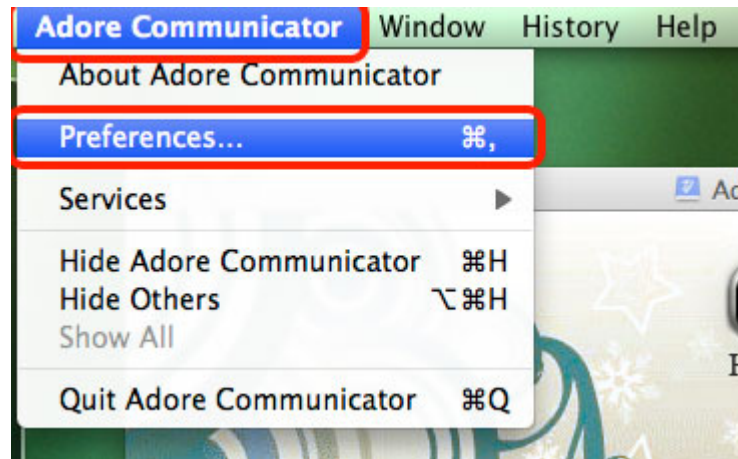 Adore Communicator Window History Help
About Adore Communicator
Preferences... ⌘,
Services ▶
Hide Adore Communicator ⌘H
Hide Others ⌥⌘H
Show All
Quit Adore Communicator ⌘Q